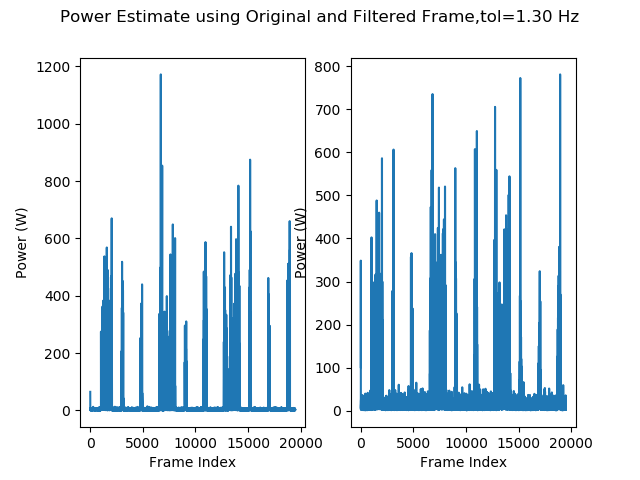 Power Estimate using Original and Filtered Frame,tol=1.30 Hz
1200
1000
800
600
400
200
0
Power (W)
0 5000 10000 15000 20000
Frame Index
800
700
600
500
400
300
200
100
0
Power (W)
0 5000 10000 15000 20000
Frame Index